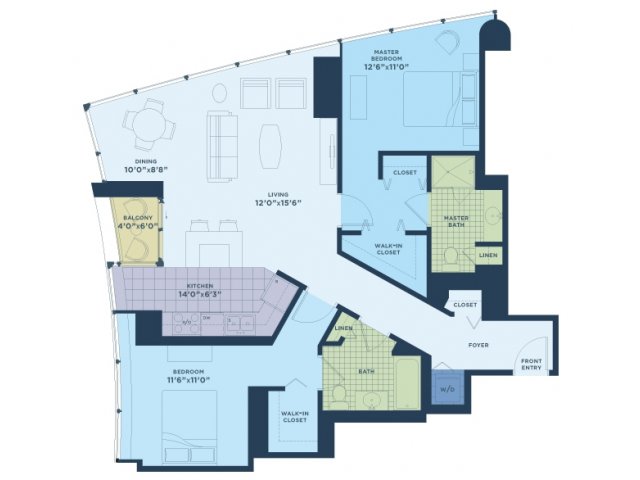 MASTER
BEDROOM
12'6"x11'0"
DINING
10'0"x8'8"
CLOSET
LIVING
12'0"x15'6"
BALCONY
4'0"x6'0"
MASTER
BATH
WALK-IN
CLOSET
LINEN
KITCHEN
14'0"x6'3"
CLOSET
DW
LINEN
FOYER
FRONT
ENTRY
BEDROOM
11'6"x11'0"
BATH
w/D
WALK-IN
CLOSET